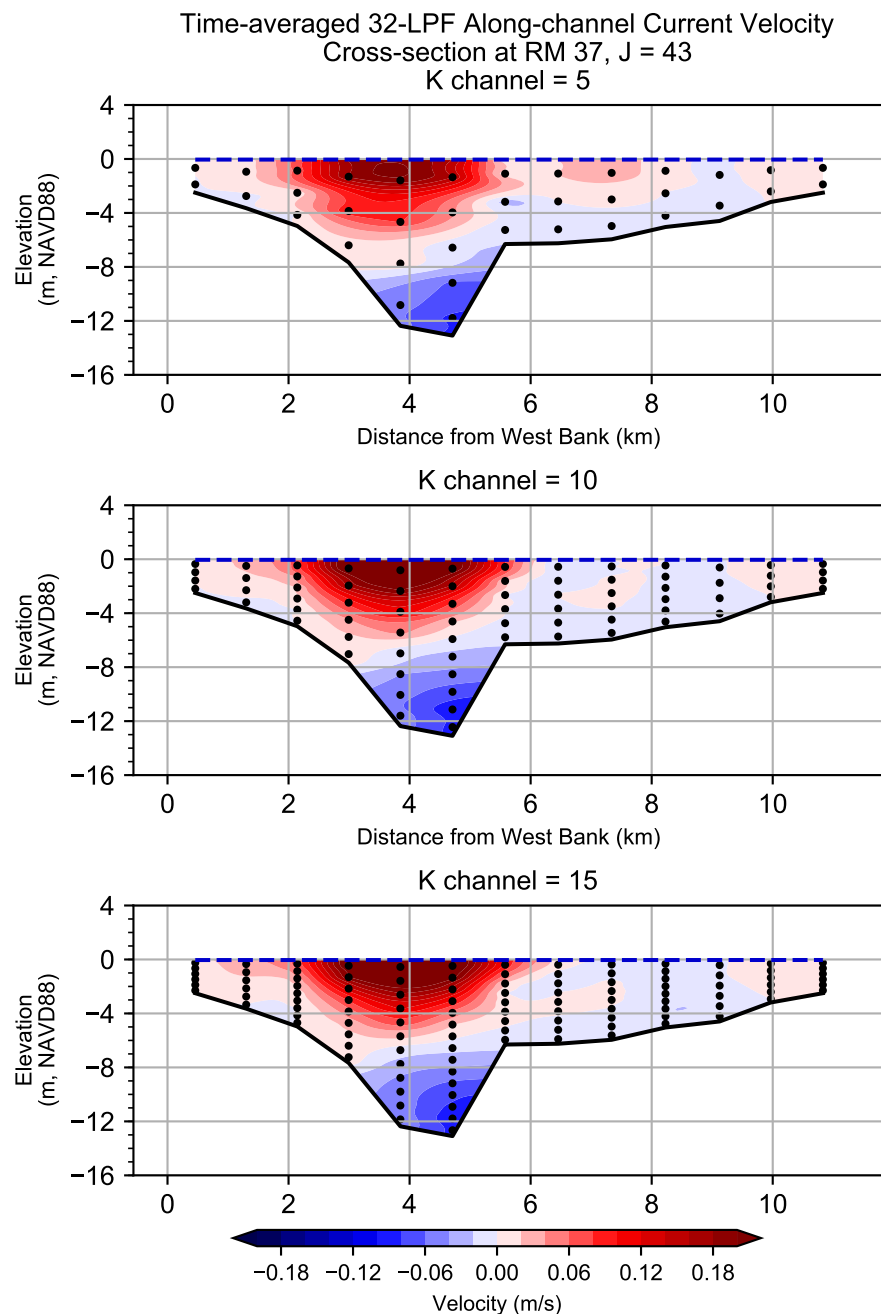 Time-averaged 32-LPF Along-channel Current Velocity
Cross-section at RM 37, J = 43
K channel = 5
4
0
−4
−8
−12
−16
Elevation
(m, NAVD88)
0 2 4 6 8 10
Distance from West Bank (km)
K channel = 10
4
0
−4
−8
−12
−16
Elevation
(m, NAVD88)
0 2 4 6 8 10
Distance from West Bank (km)
K channel = 15
4
0
−4
−8
−12
−16
Elevation
(m, NAVD88)
0 2 4 6 8 10
−0.18 −0.12 −0.06 0.00 0.06 0.12 0.18
Velocity (m/s)